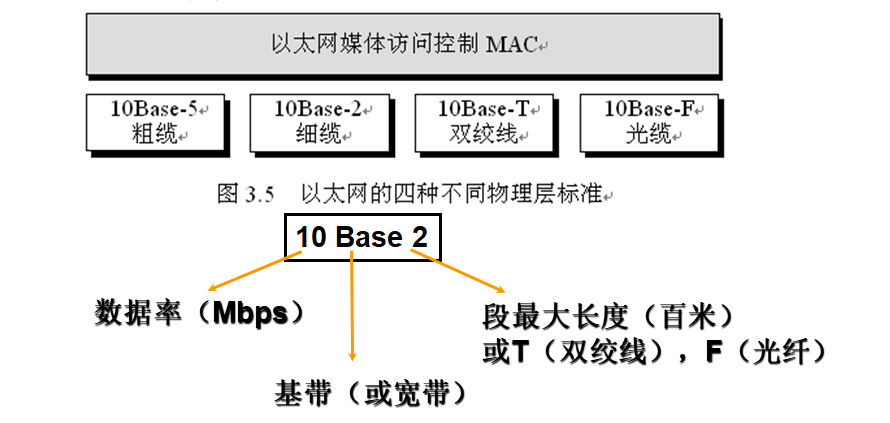 以太网媒体访问控制 MAC↵
10Base-5↵
粗缆↵
10Base-2↵
细缆↵
10Base-T↵
双绞线↵
10Base-F↵
光缆↵
图 3.5 以太网的四种不同物理层标准↵
10 Base 2
数据率（Mbps）
段最大长度（百米）
或T（双绞线），F（光纤）
基带（或宽带）